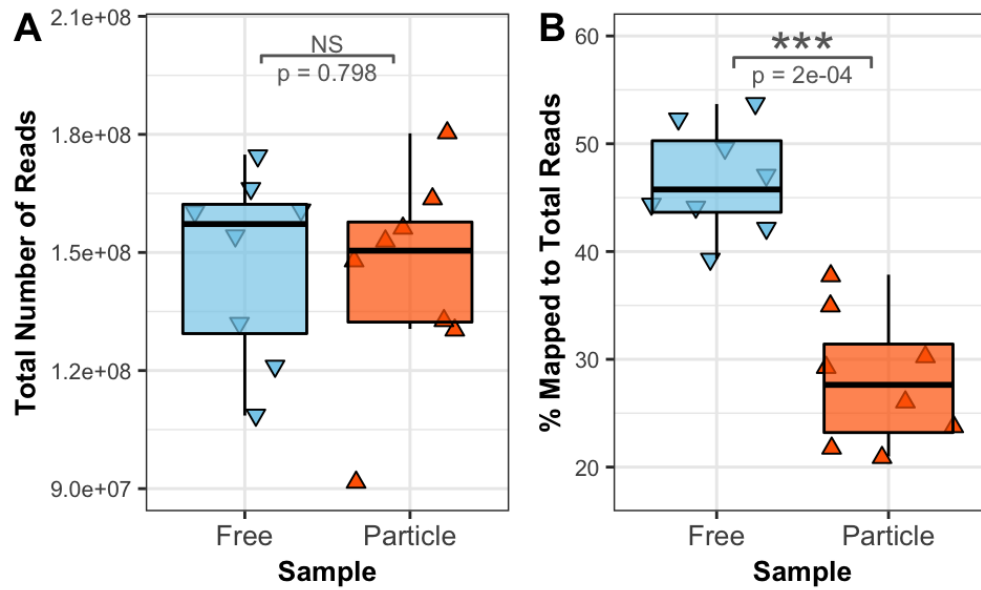 A
Total Number of Reads
2.1e+08
1.8e+08
1.5e+08
1.2e+08
9.0e+07
NS
p = 0.798
Free Particle
Sample
B
% Mapped to Total Reads
60
50
40
30
20
***
p = 2e-04
Free Particle
Sample